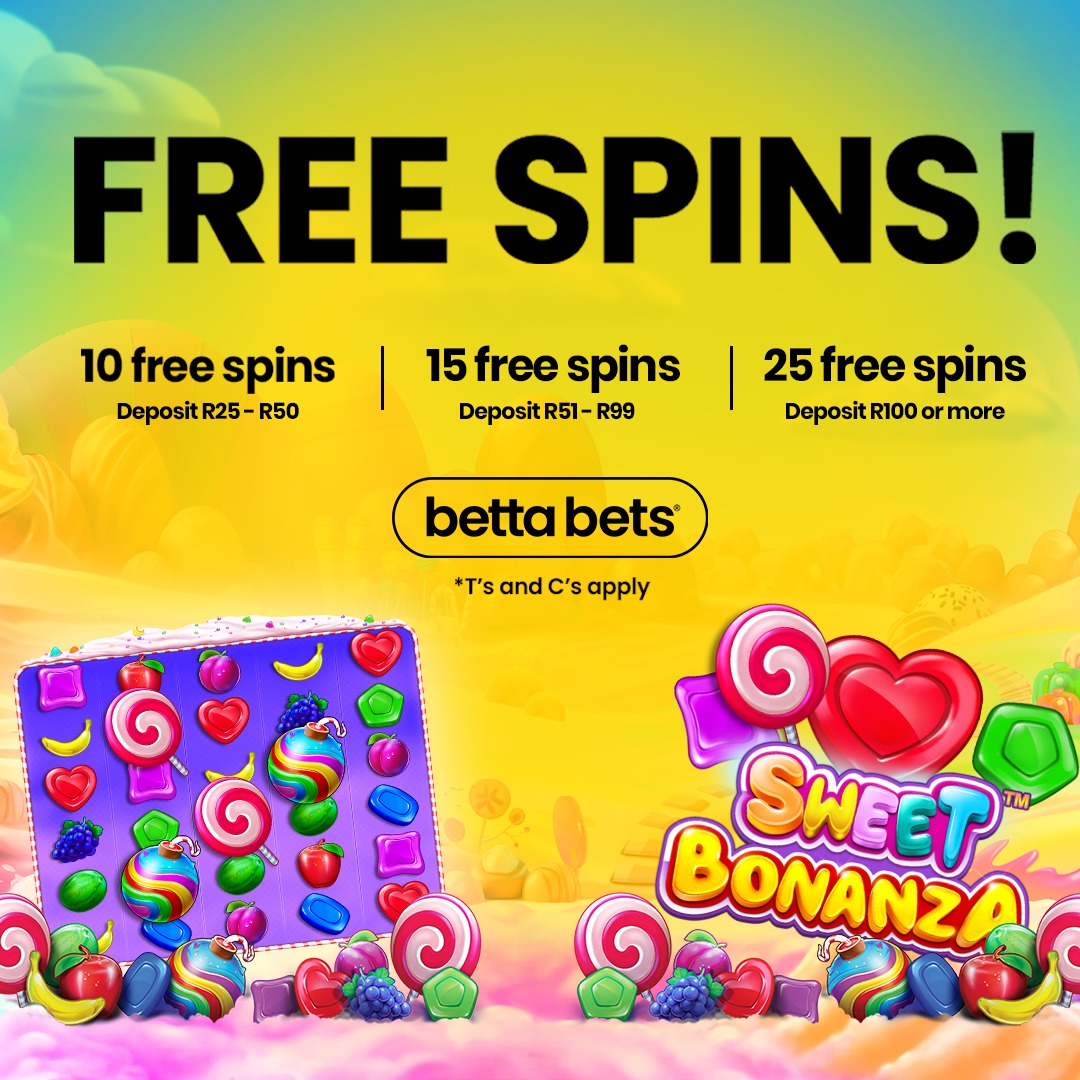 FREE SPINS!
10 free spins
Deposit R25 - R50
15 free spins
Deposit R51 - R99
25 free spins
Deposit R100 or more
betta bets®
*T's and C's apply
SWEET™
BONANZA